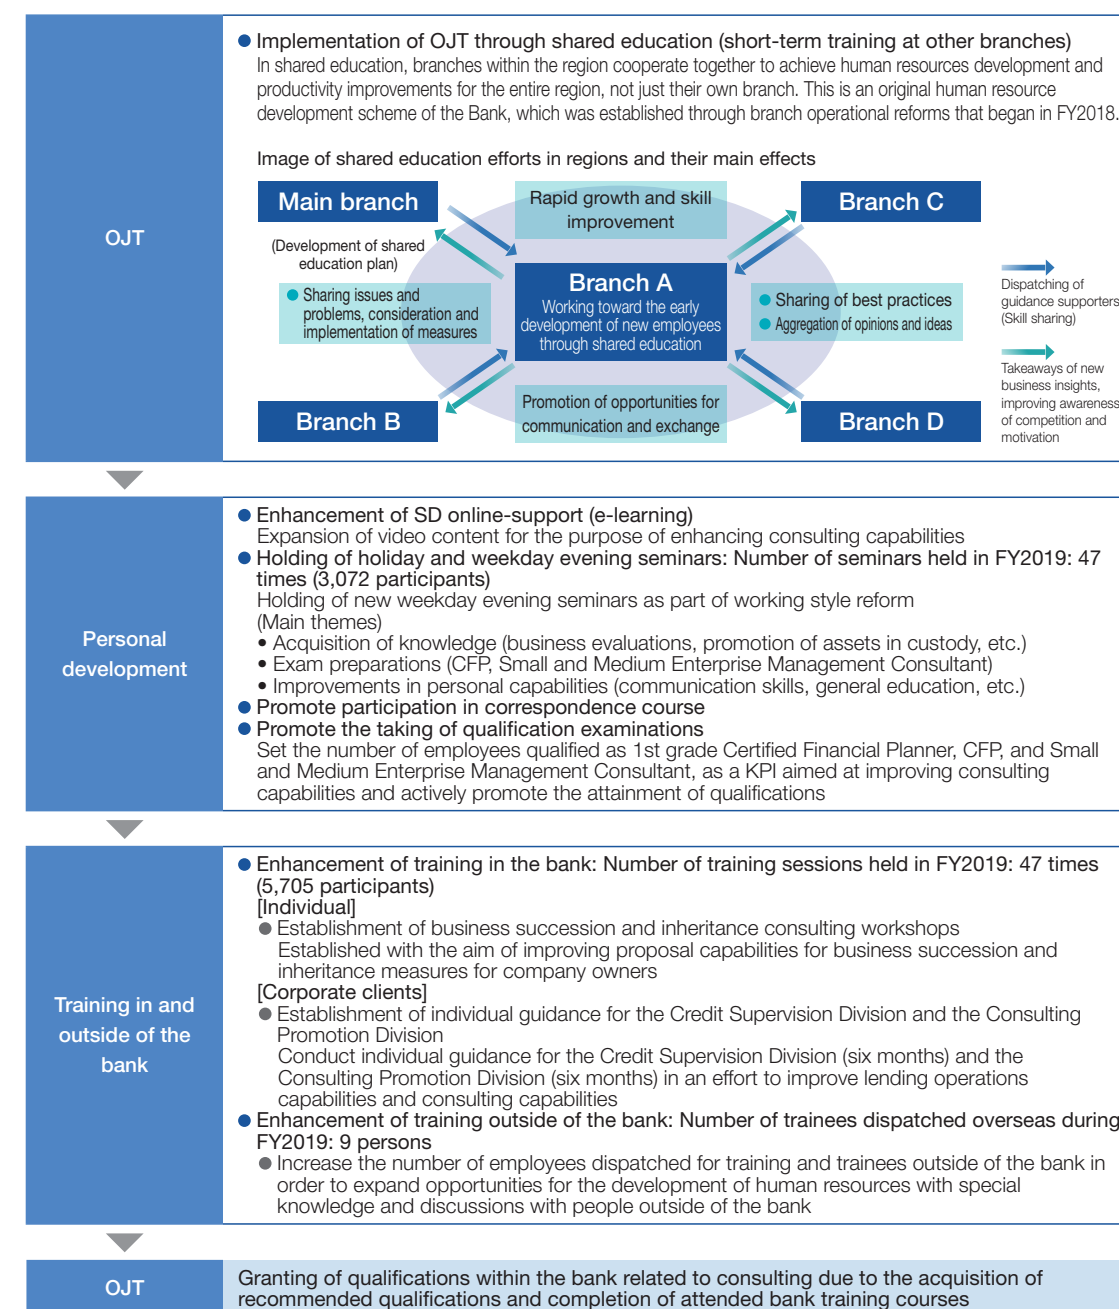 OJT
● Implementation of OJT through shared education (short-term training at other branches)
In shared education, branches within the region cooperate together to achieve human resources development and
productivity improvements for the entire region, not just their own branch. This is an original human resource
development scheme of the Bank, which was established through branch operational reforms that began in FY2018.
Image of shared education efforts in regions and their main effects
Main branch
(Development of shared
education plan)
Rapid growth and skill
improvement
Branch C
● Sharing issues and
problems, consideration and
implementation of measures
Branch A
Working toward the early
development of new employees
through shared education
● Sharing of best practices
● Aggregation of opinions and ideas
Branch B
Promotion of opportunities for
communication and exchange
Branch D
Dispatching of
guidance supporters
(Skill sharing)
Takeaways of new
business insights,
improving awareness
of competition and
motivation
Personal
development
● Enhancement of SD online-support (e-learning)
Expansion of video content for the purpose of enhancing consulting capabilities
● Holding of holiday and weekday evening seminars: Number of seminars held in FY2019: 47
times (3,072 participants)
Holding of new weekday evening seminars as part of working style reform
(Main themes)
• Acquisition of knowledge (business evaluations, promotion of assets in custody, etc.)
• Exam preparations (CFP, Small and Medium Enterprise Management Consultant)
• Improvements in personal capabilities (communication skills, general education, etc.)
● Promote participation in correspondence course
● Promote the taking of qualification examinations
Set the number of employees qualified as 1st grade Certified Financial Planner, CFP, and Small
and Medium Enterprise Management Consultant, as a KPI aimed at improving consulting
capabilities and actively promote the attainment of qualifications
Training in and
outside of the
bank
● Enhancement of training in the bank: Number of training sessions held in FY2019: 47 times
(5,705 participants)
[Individual]
● Establishment of business succession and inheritance consulting workshops
Established with the aim of improving proposal capabilities for business succession and
inheritance measures for company owners
[Corporate clients]
● Establishment of individual guidance for the Credit Supervision Division and the Consulting
Promotion Division
Conduct individual guidance for the Credit Supervision Division (six months) and the
Consulting Promotion Division (six months) in an effort to improve lending operations
capabilities and consulting capabilities
● Enhancement of training outside of the bank: Number of trainees dispatched overseas during
FY2019: 9 persons
● Increase the number of employees dispatched for training and trainees outside of the bank in
order to expand opportunities for the development of human resources with special
knowledge and discussions with people outside of the bank
OJT
Granting of qualifications within the bank related to consulting due to the acquisition of
recommended qualifications and completion of attended bank training courses